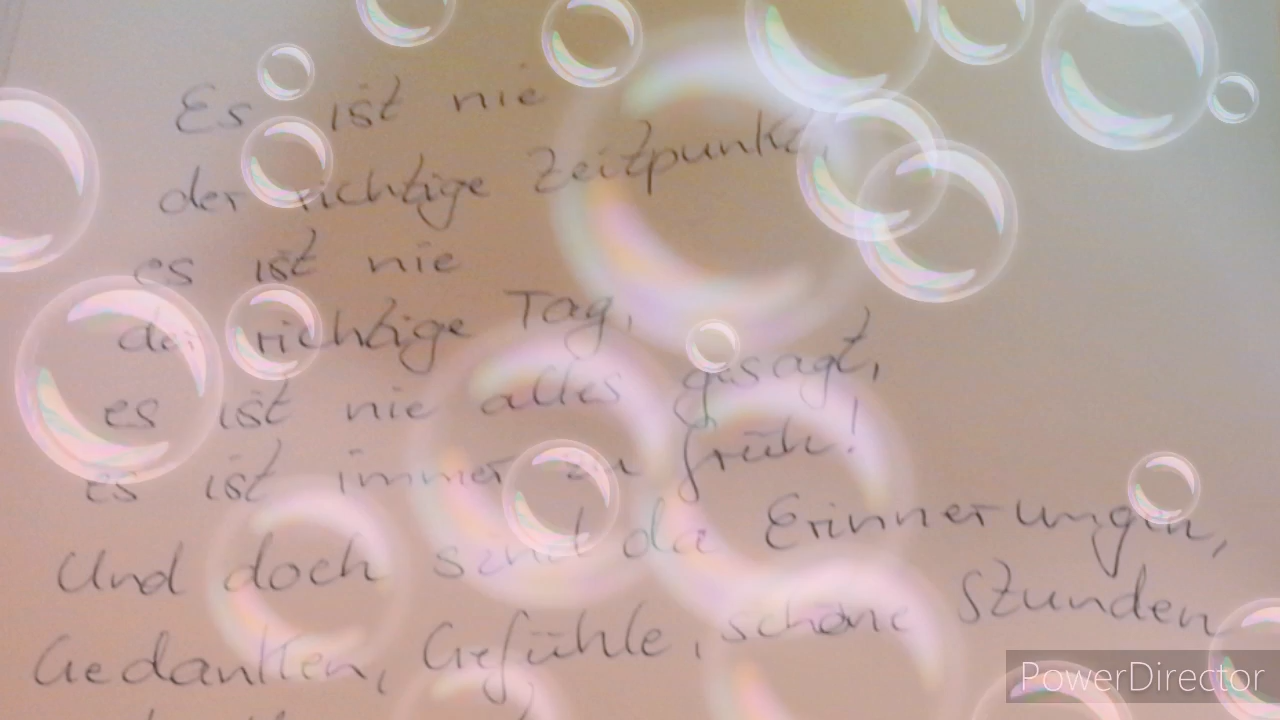 Es ist nie
der richtige Zeitpunkt,
es ist nie
der richtige Tag,
es ist nie alles gesagt,
es ist immer zu früh!
Und doch sind da Erinnerungen,
Gedanken, Gefühle, schöne Stunden
PowerDirector